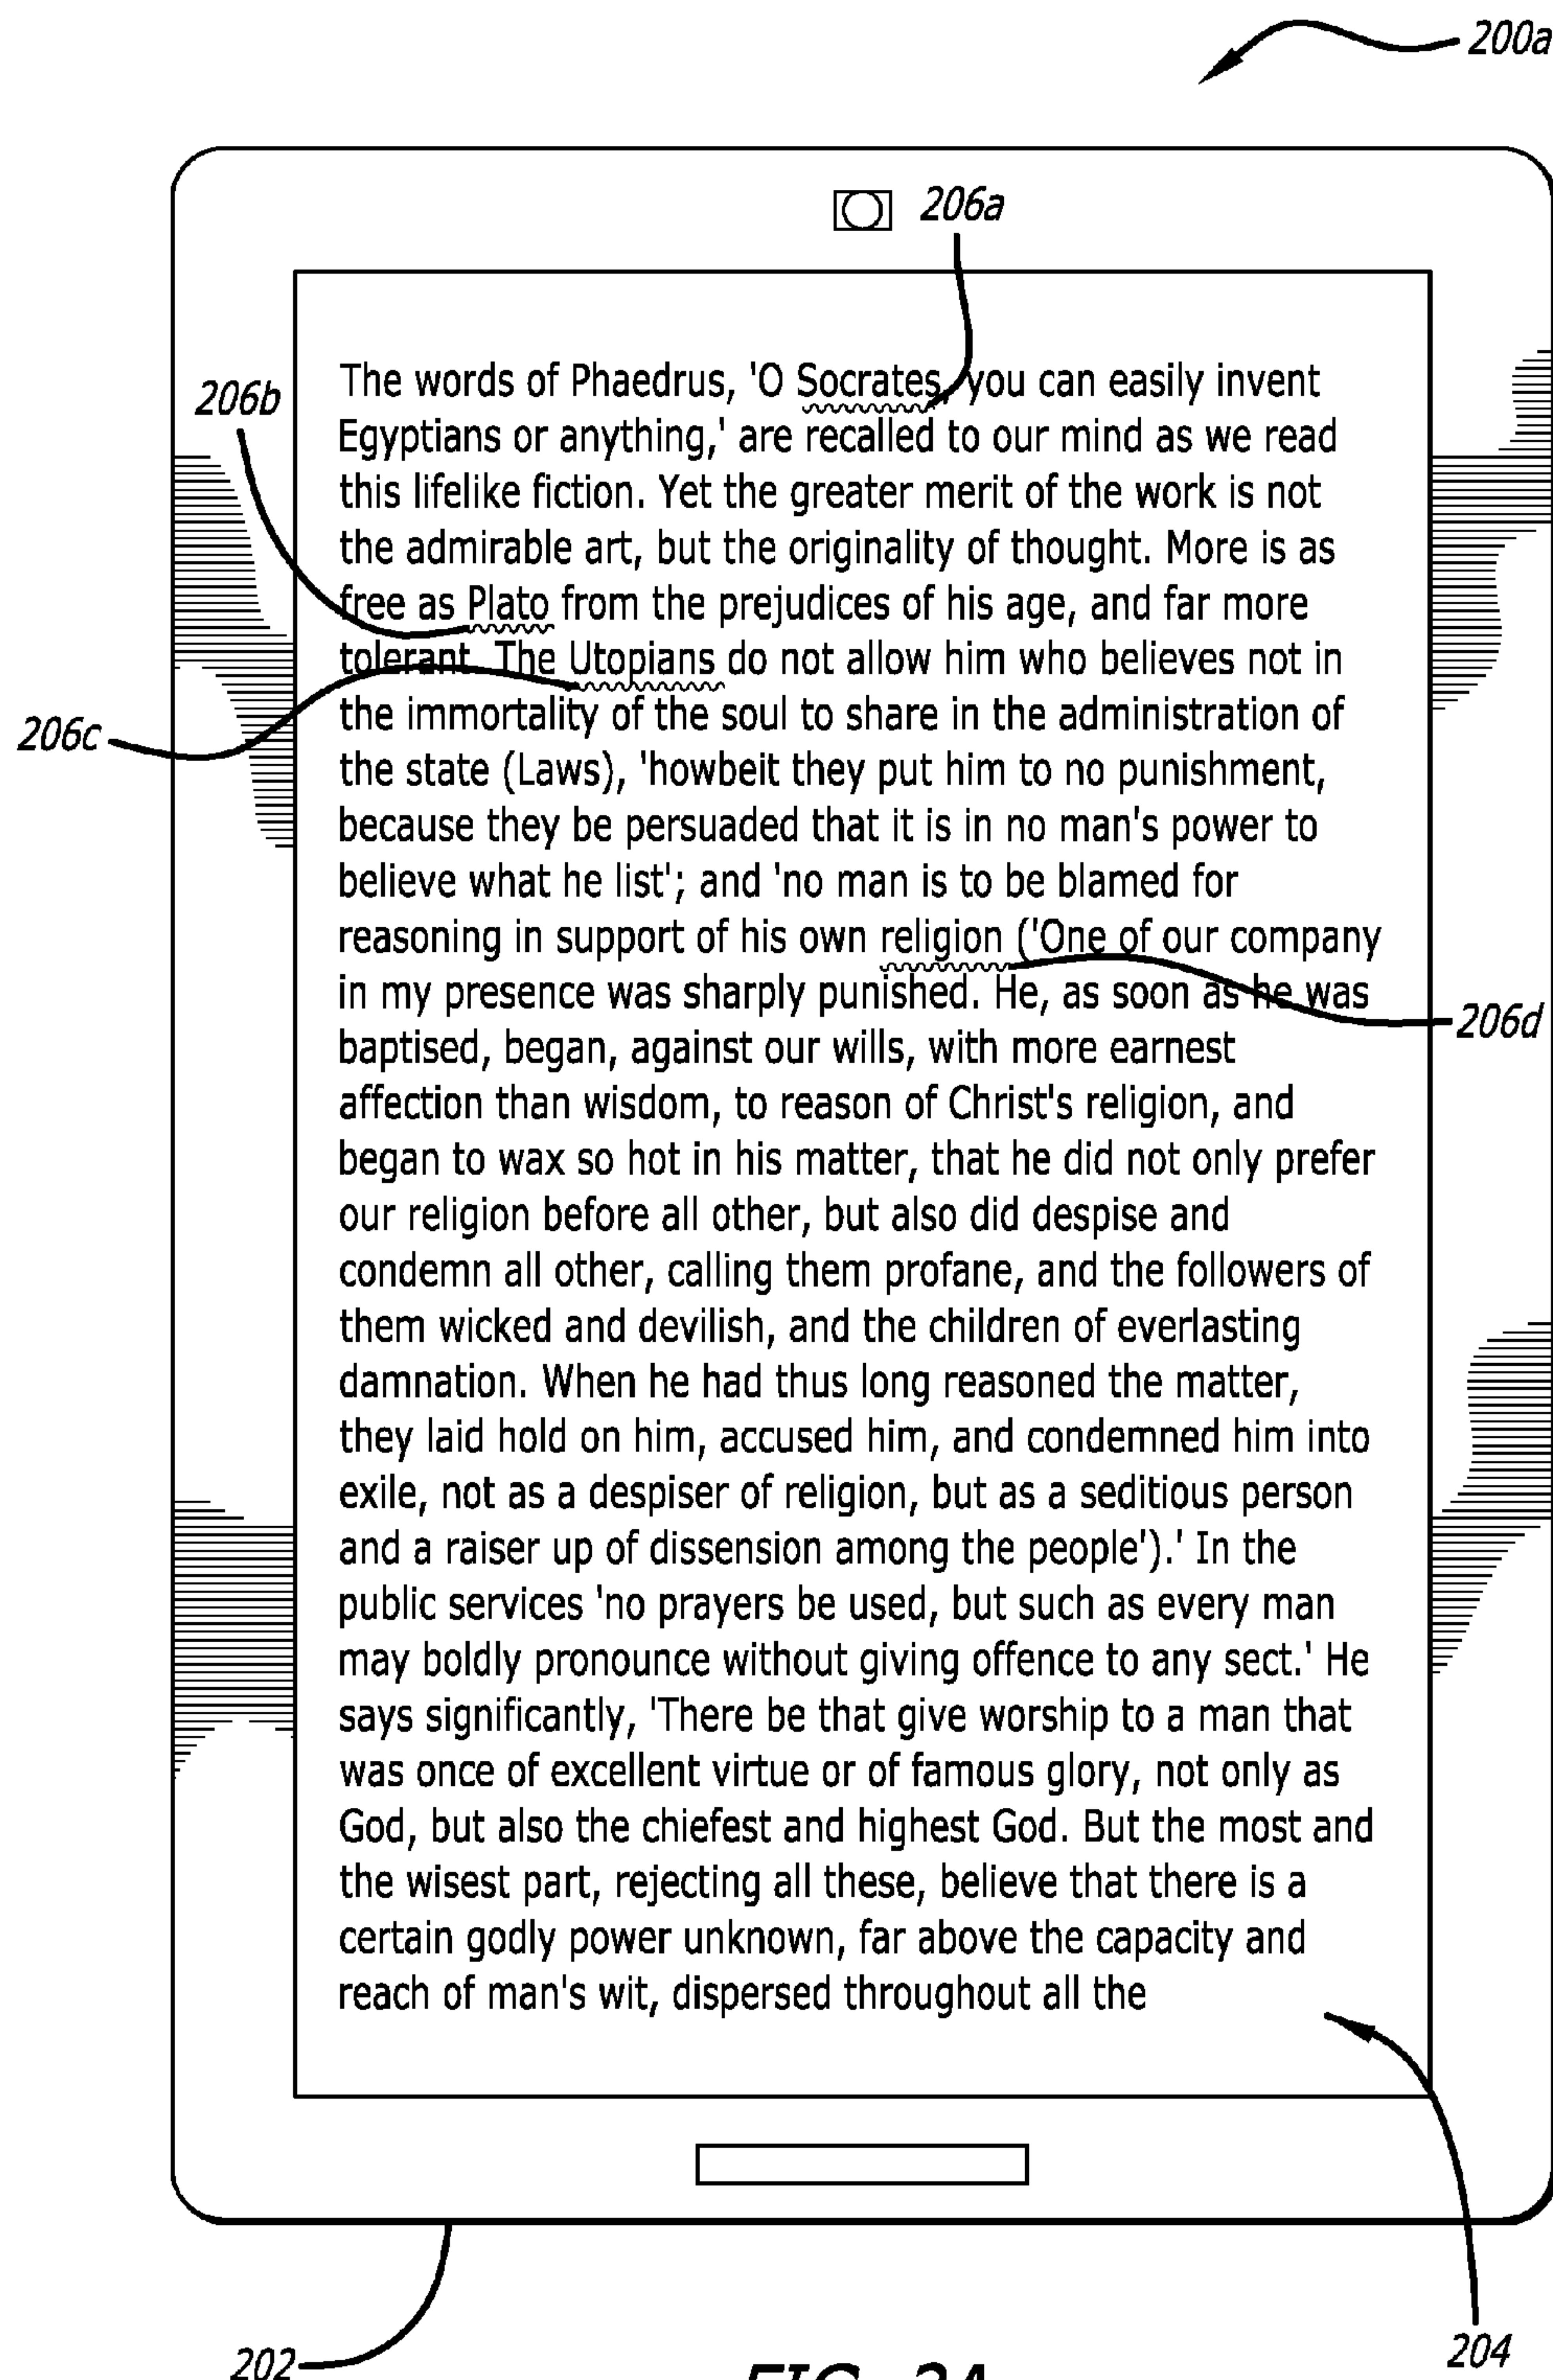 200a
206a
206b
The words of Phaedrus, 'O Socrates, you can easily invent
Egyptians or anything,' are recalled to our mind as we read
this lifelike fiction. Yet the greater merit of the work is not
the admirable art, but the originality of thought. More is as
free as Plato from the prejudices of his age, and far more
tolerant. The Utopians do not allow him who believes not in
the immortality of the soul to share in the administration of
206c
the state (Laws), 'howbeit they put him to no punishment,
because they be persuaded that it is in no man's power to
believe what he list'; and 'no man is to be blamed for
reasoning in support of his own religion ('One of our company
in my presence was sharply punished. He, as soon as he was
206d
baptised, began, against our wills, with more earnest
affection than wisdom, to reason of Christ's religion, and
began to wax so hot in his matter, that he did not only prefer
our religion before all other, but also did despise and
condemn all other, calling them profane, and the followers of
them wicked and devilish, and the children of everlasting
damnation. When he had thus long reasoned the matter,
they laid hold on him, accused him, and condemned him into
exile, not as a despiser of religion, but as a seditious person
and a raiser up of dissension among the people').' In the
public services 'no prayers be used, but such as every man
may boldly pronounce without giving offence to any sect.' He
says significantly, 'There be that give worship to a man that
was once of excellent virtue or of famous glory, not only as
God, but also the chiefest and highest God. But the most and
the wisest part, rejecting all these, believe that there is a
certain godly power unknown, far above the capacity and
reach of man's wit, dispersed throughout all the
202
204
FIG. 2A